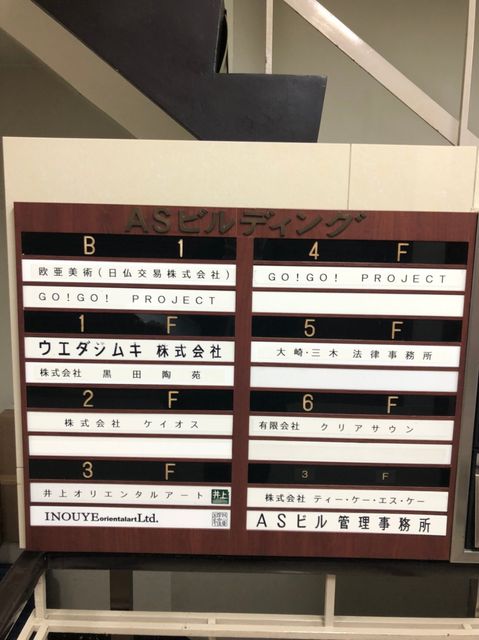 ASビルディング
B 1
欧亜美術(日仏交易株式会社)
GO!GO! PROJECT
1 F
ウエダジムキ 株式会社
株式会社 黒田陶苑
2 F
株式会社 ケイオス
3 F
井上オリエンタルアート 井上
INOUYE orientalart Ltd.
4 F
GO!GO! PROJECT
5 F
大崎・三木 法律事務所
6 F
有限会社 クリアサウン
3 F
株式会社 ティー・ケー・エス・ケー
ASビル管理事務所